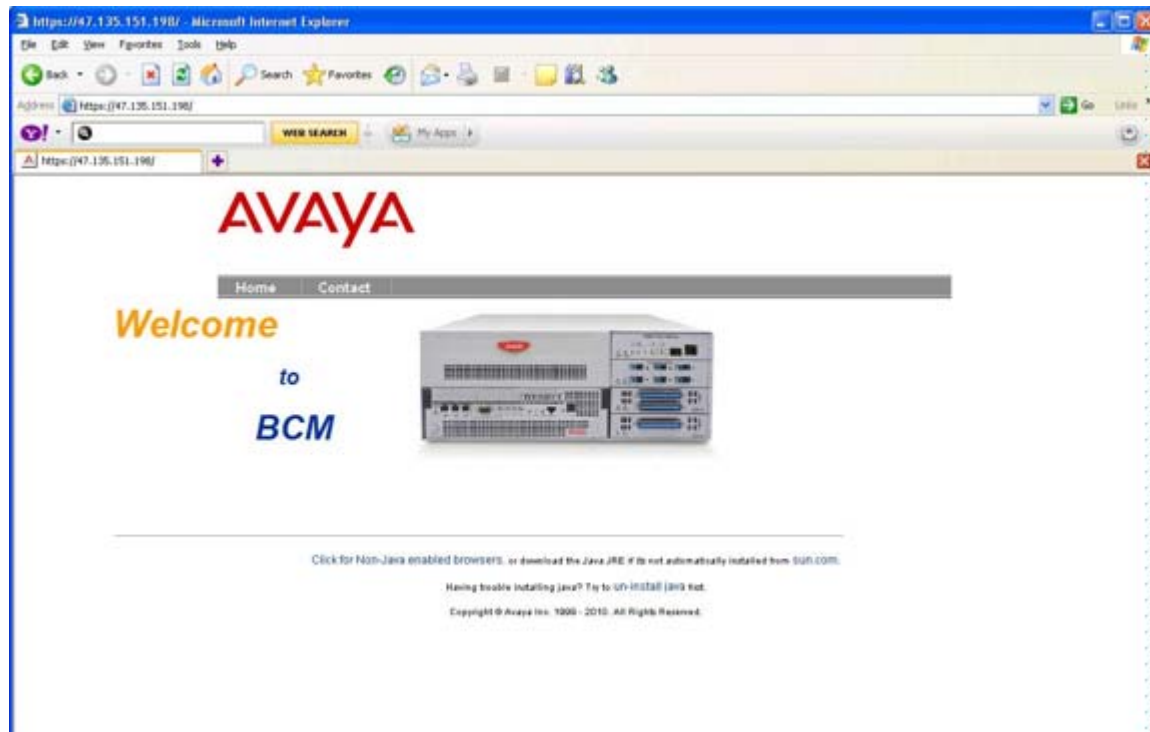 https://47.135.151.198/ - Microsoft Internet Explorer
File Edit View Favorites Tools Help
Back Search Favorites
Address https://47.135.151.198/ Go Links
Y! WEB SEARCH My Apps
https://47.135.151.198/
AVAYA
Home Contact
Welcome
to
BCM
Click for Non-Java enabled browsers. or download the Java JRE if its not automatically installed from sun.com.
Having trouble installing java? Try to un-install java first.
Copyright © Avaya Inc. 1998 - 2010. All Rights Reserved.